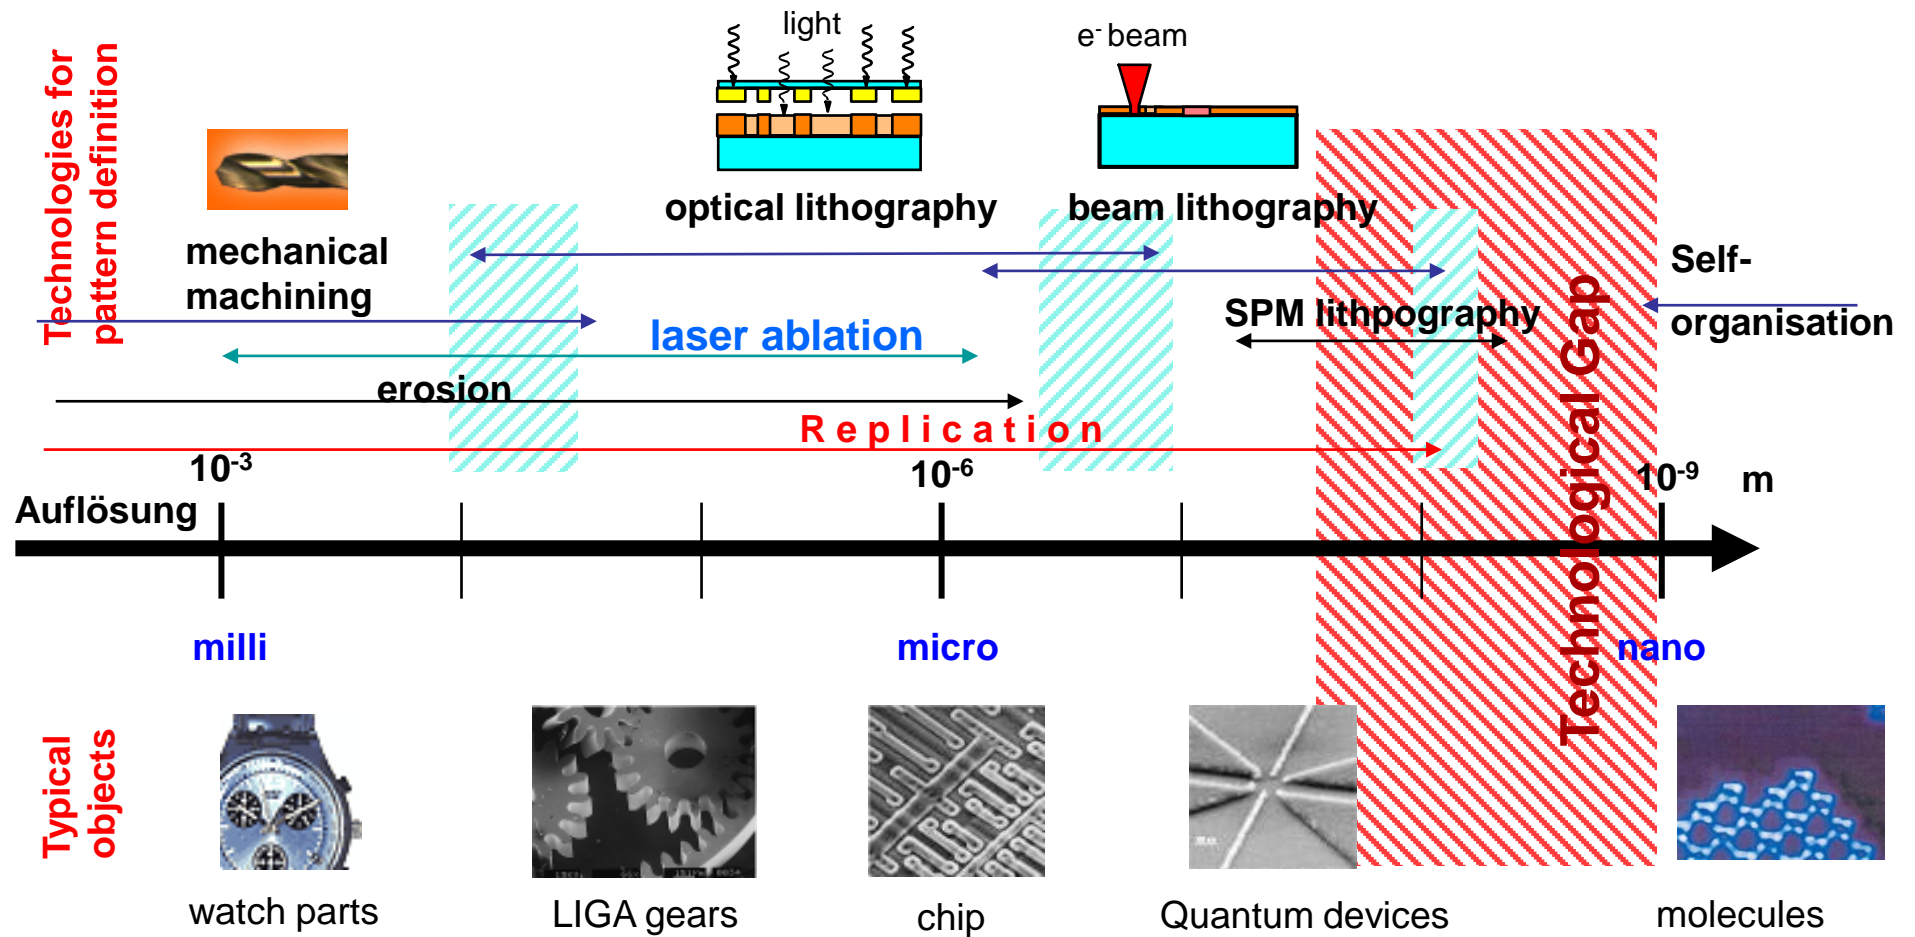 Technologies for
pattern definition
light
e- beam
optical lithography
beam lithography
mechanical
machining
Self-
organisation
SPM lithpography
laser ablation
erosion
Replication
Technological Gap
10-3
10-6
10-9
m
Auflösung
milli
micro
nano
Typical
objects
watch parts
LIGA gears
chip
Quantum devices
molecules